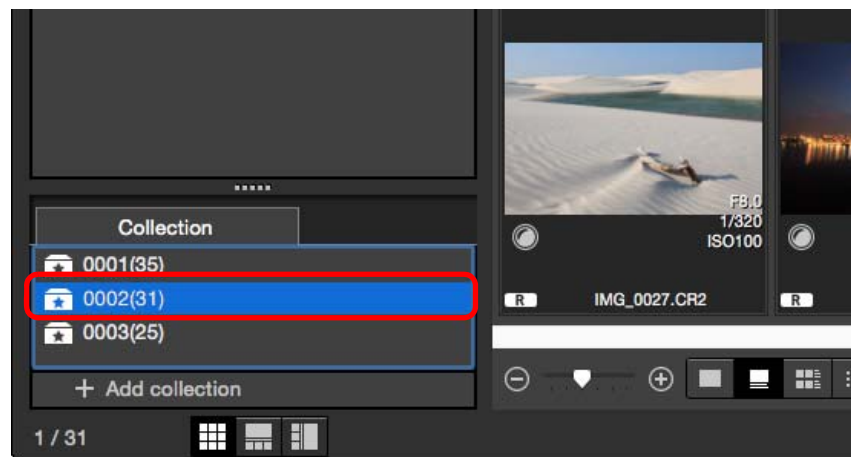 Collection
0001(35)
0002(31)
0003(25)
+ Add collection
1 / 31
F8.0
1/320
ISO100
R IMG_0027.CR2
R